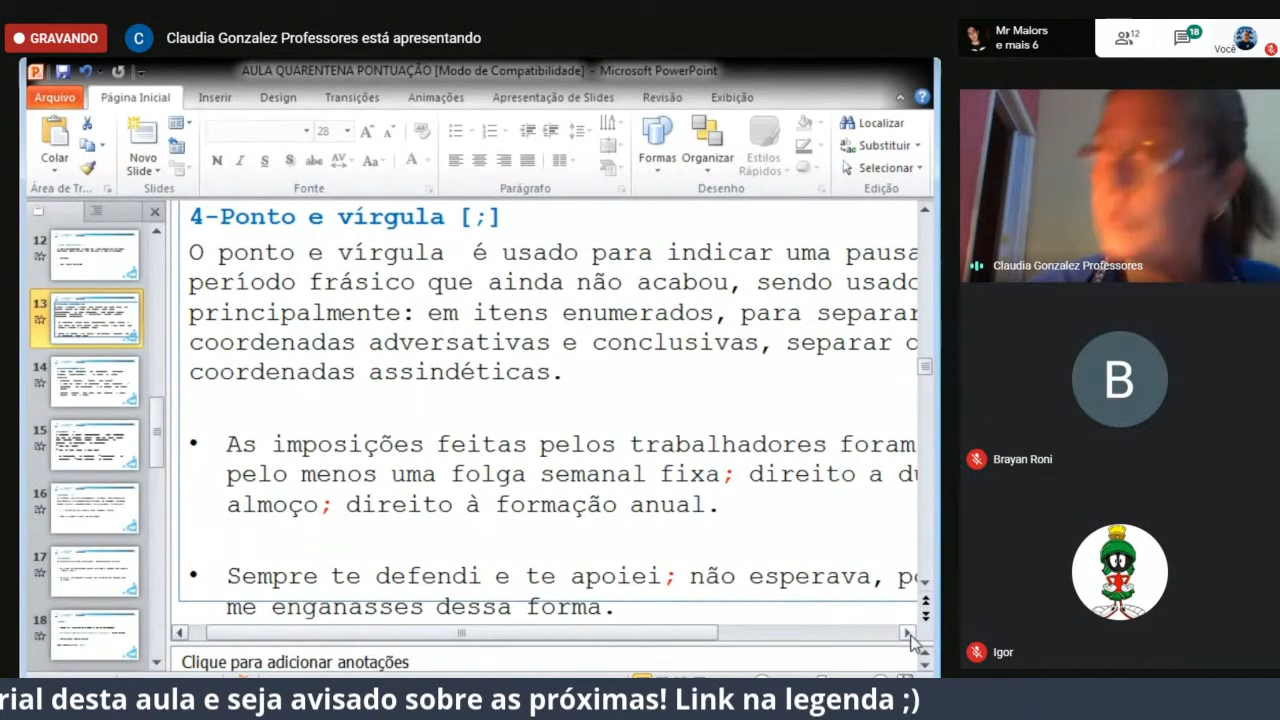 GRAVANDO
C
Claudia Gonzalez Professores está apresentando
Mr Malors
e mais 6
12
18
Você
AULA QUARENTENA PONTUAÇÃO [Modo de Compatibilidade] - Microsoft PowerPoint
Arquivo
Página Inicial
Inserir
Design
Transições
Animações
Apresentação de Slides
Revisão
Exibição
Colar
Novo
Slide
28
N I S S abc AV Aa A
Formas
Organizar
Estilos
Rápidos
Localizar
Substituir
Selecionar
Área de Tr...
Slides
Fonte
Parágrafo
Desenho
Edição
12
13
14
15
16
17
18
4-Ponto e vírgula [;]
O ponto e vírgula é usado para indicar uma pausa
período frásico que ainda não acabou, sendo usado
principalmente: em itens enumerados, para separar
coordenadas adversativas e conclusivas, separar
coordenadas assindéticas.
• As imposições feitas pelos trabalhadores foram
pelo menos uma folga semanal fixa; direito a
almoço; direito à formação anual.
• Sempre te defendi e te apoiei; não esperava,
me enganasses dessa forma.
Clique para adicionar anotações
Claudia Gonzalez Professores
B
Brayan Roni
Igor
rial desta aula e seja avisado sobre as próximas! Link na legenda ;)